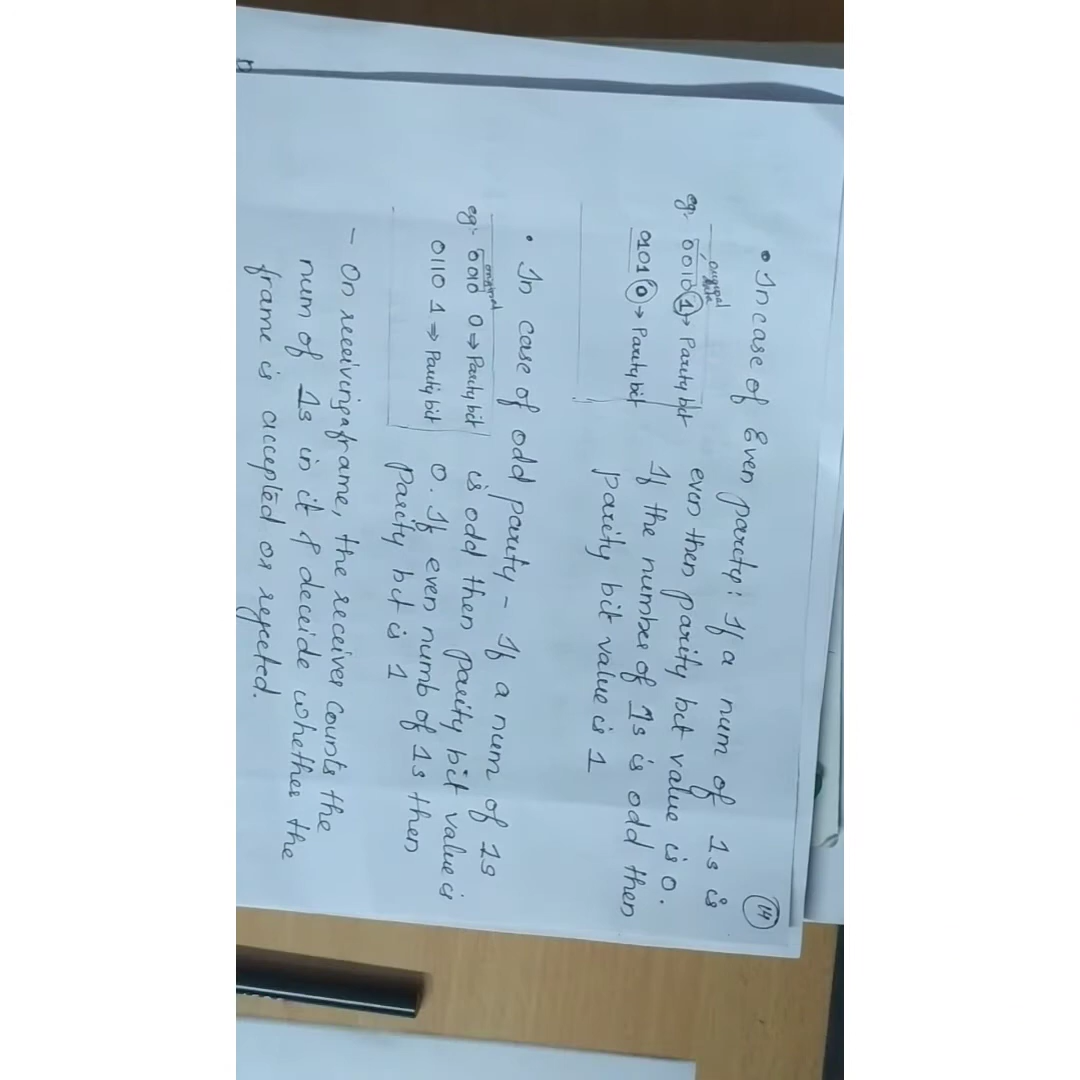 14
• In case of Even parity: If a num of 1s is
even then parity bit value is 0.
If the number of 1s is odd then
parity bit value is 1
original
eg:- 0010 1 → Parity bit
0101 0 → Parity bit
• In case of odd parity - If a num of 1s
is odd then parity bit value is
0. If even numb of 1s then
parity bit is 1
original
eg:- 0010 0 ⇒ Parity bit
0110 1 ⇒ Parity bit
- On receiving a frame, the receiver counts the
num of 1s in it & deceide whether the
frame is accepted or rejected.